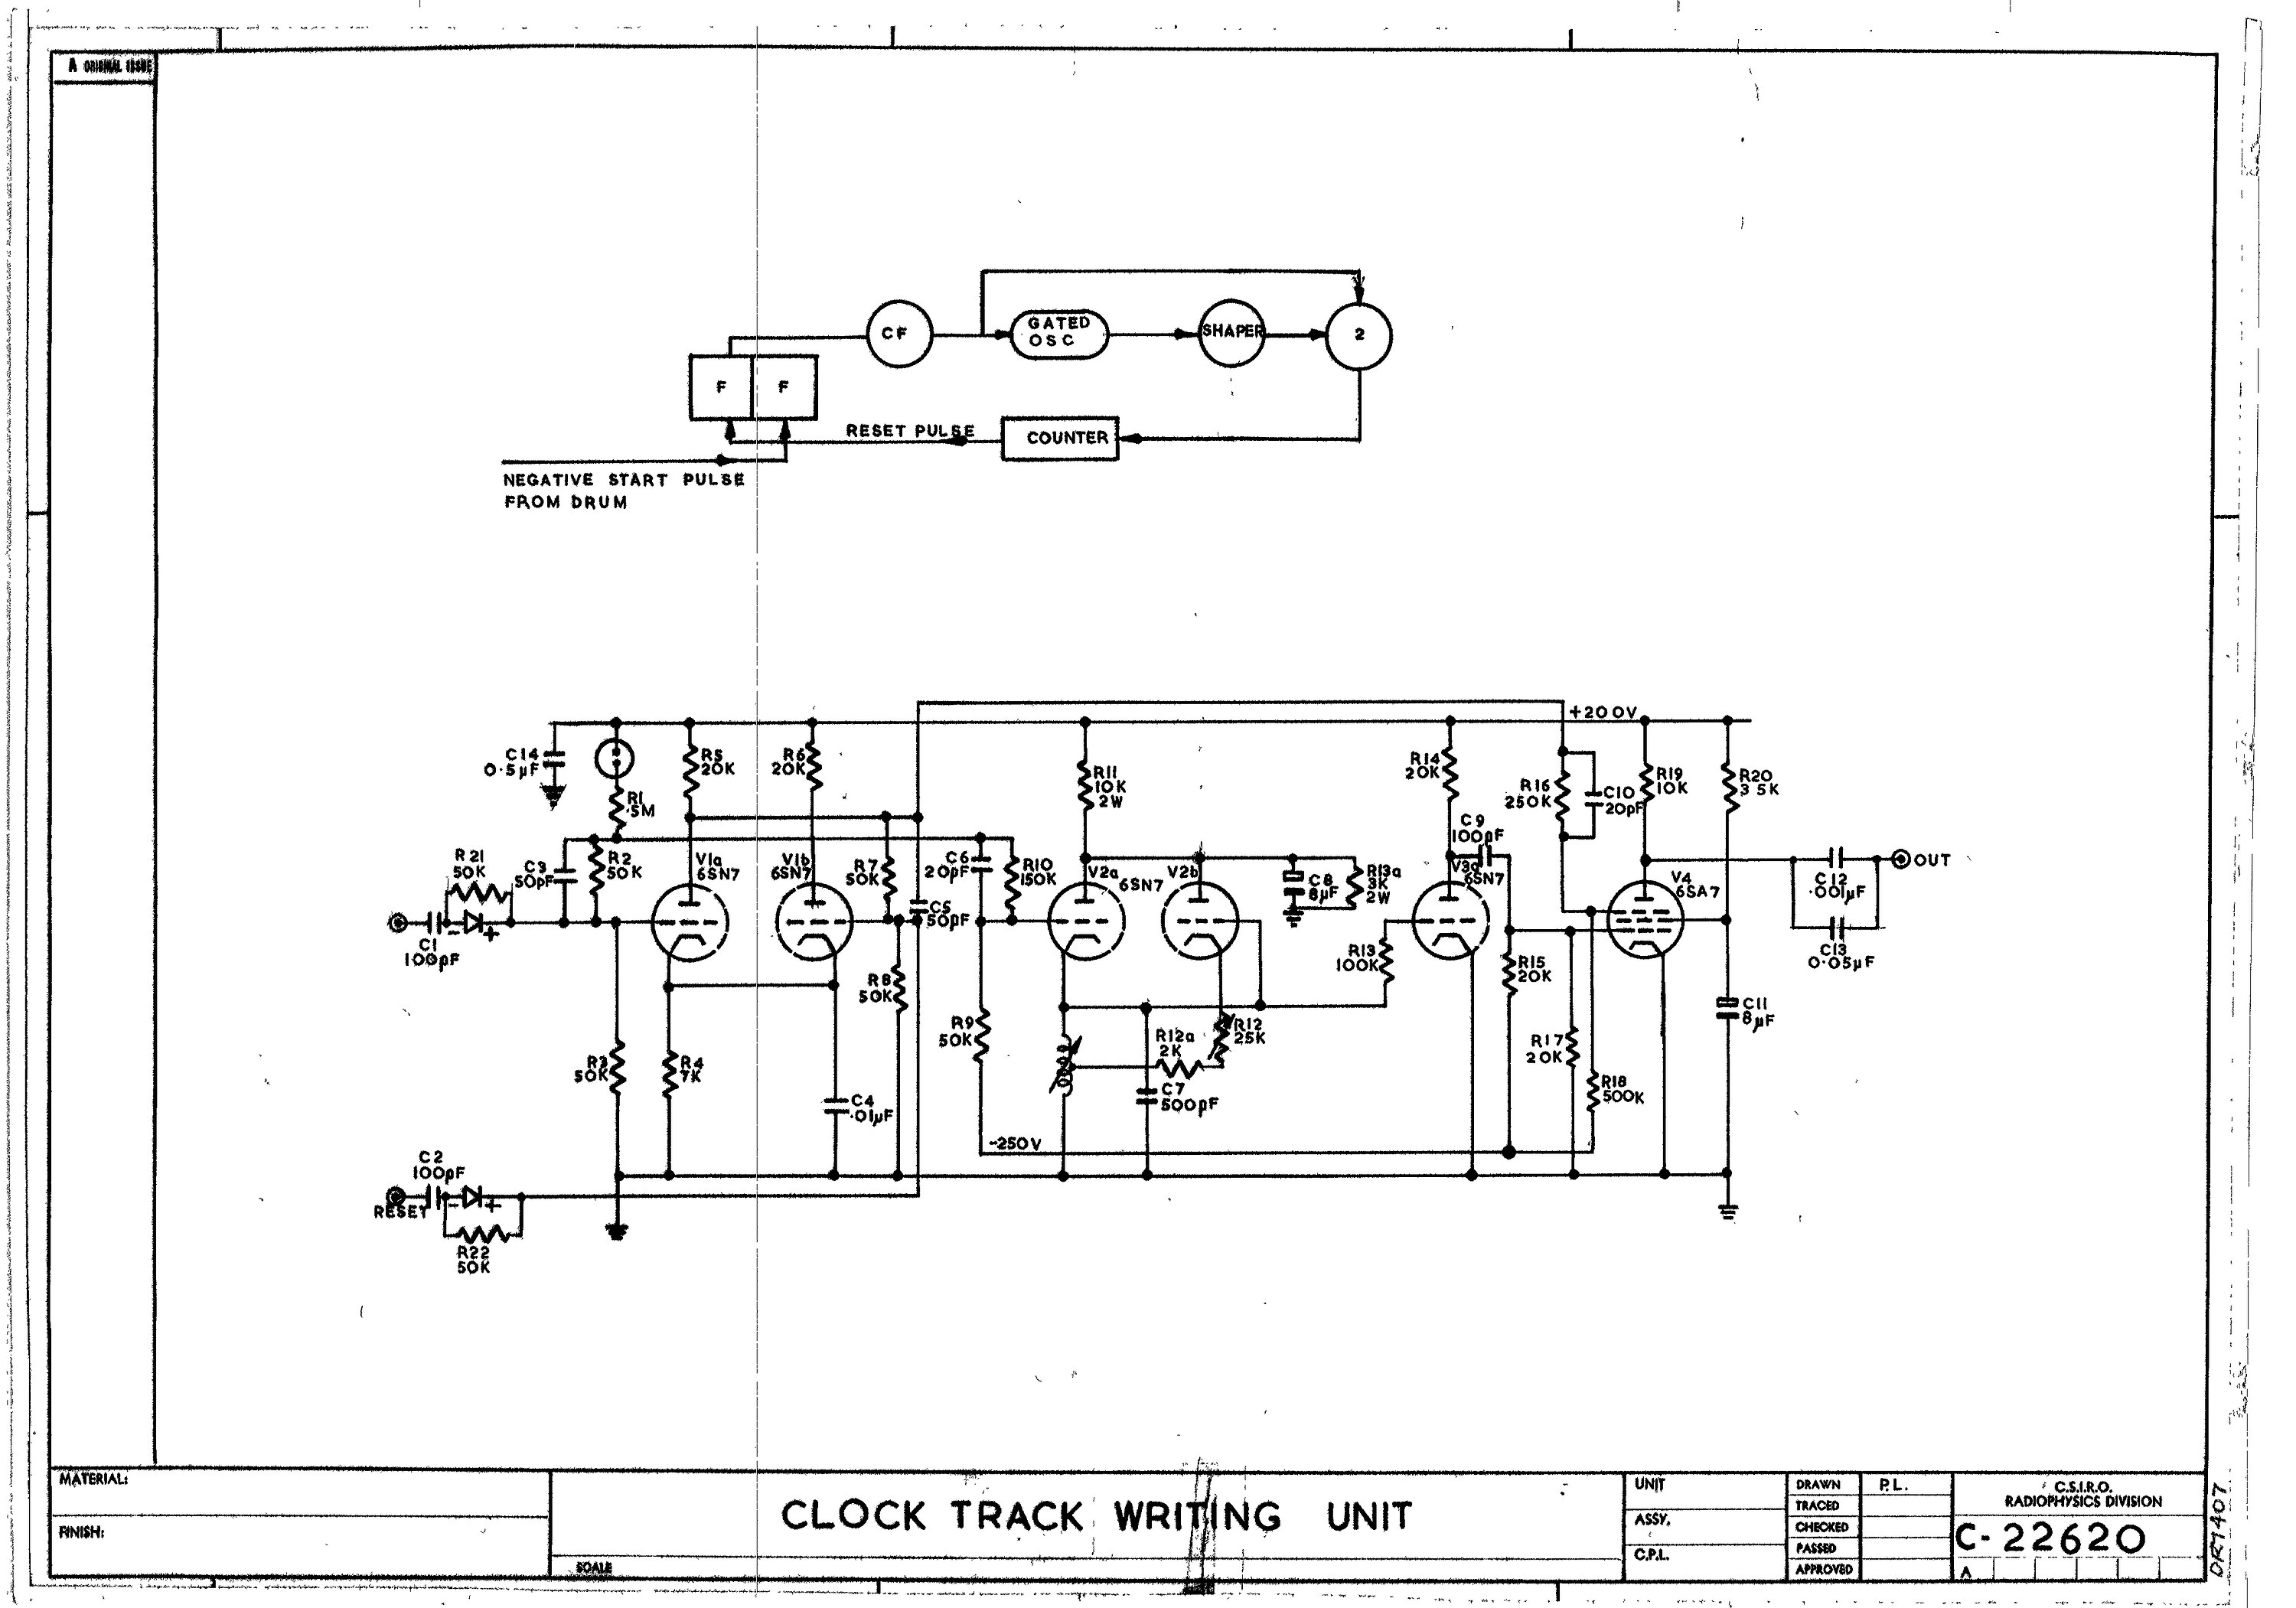 A ORIGINAL ISSUE
CF
GATED
OSC
SHAPER
2
F F
RESET PULSE
COUNTER
NEGATIVE START PULSE
FROM DRUM
+200V
C14
0.5µF
R1
.5M
R5
20K
R6
20K
R11
10K
2W
R14
20K
R16
250K
C10
20pF
R19
10K
R20
3 5K
R21
50K
C3
50pF
R2
50K
V1a
6SN7
V1b
6SN7
R7
50K
C6
20pF
R10
150K
V2a
6SN7
V2b
C8
8µF
R13a
3K
2W
C9
100pF
V3a
6SN7
V4
6SA7
C12
.001µF
OUT
C1
100pF
C5
50pF
R8
50K
R13
100K
R15
20K
C13
0.05µF
R3
50K
R4
7K
C4
.01µF
R9
50K
R12a
2K
R12
25K
C7
500pF
R17
20K
R18
500K
C11
8µF
-250V
C2
100pF
RESET
R22
50K
MATERIAL:
FINISH:
CLOCK TRACK WRITING UNIT
SCALE
UNIT
ASSY.
C.P.L.
DRAWN P.L.
TRACED
CHECKED
PASSED
APPROVED
C.S.I.R.O.
RADIOPHYSICS DIVISION
C-22620
A
DR7407